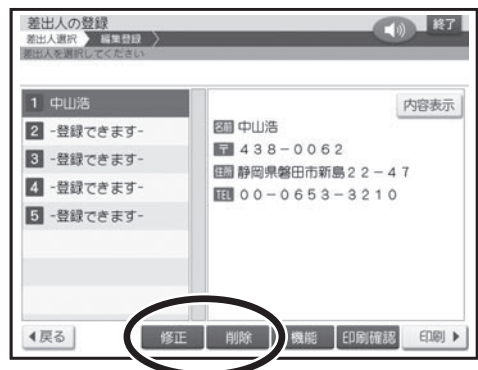 差出人の登録
終了
差出人選択 編集登録
差出人を選択してください
1 中山浩
2 -登録できます-
3 -登録できます-
4 -登録できます-
5 -登録できます-
内容表示
名前 中山浩
〒 438-0062
住所 静岡県磐田市新島22-47
TEL 00-0653-3210
戻る
修正
削除
機能
印刷確認
印刷